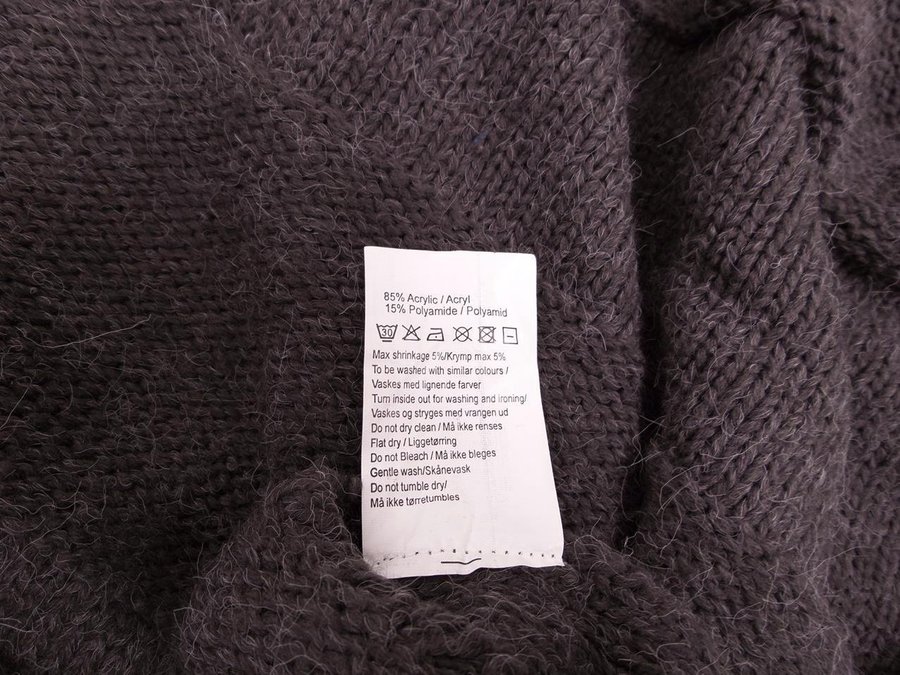 85% Acrylic / Acryl
15% Polyamide / Polyamid
30
Max shrinkage 5%/Krymp max 5%
To be washed with similar colours /
Vaskes med lignende farver
Turn inside out for washing and ironing/
Vaskes og stryges med vrangen ud
Do not dry clean / Må ikke renses
Flat dry / Liggetørring
Do not Bleach / Må ikke bleges
Gentle wash/Skånevask
Do not tumble dry/
Må ikke tørretumbles